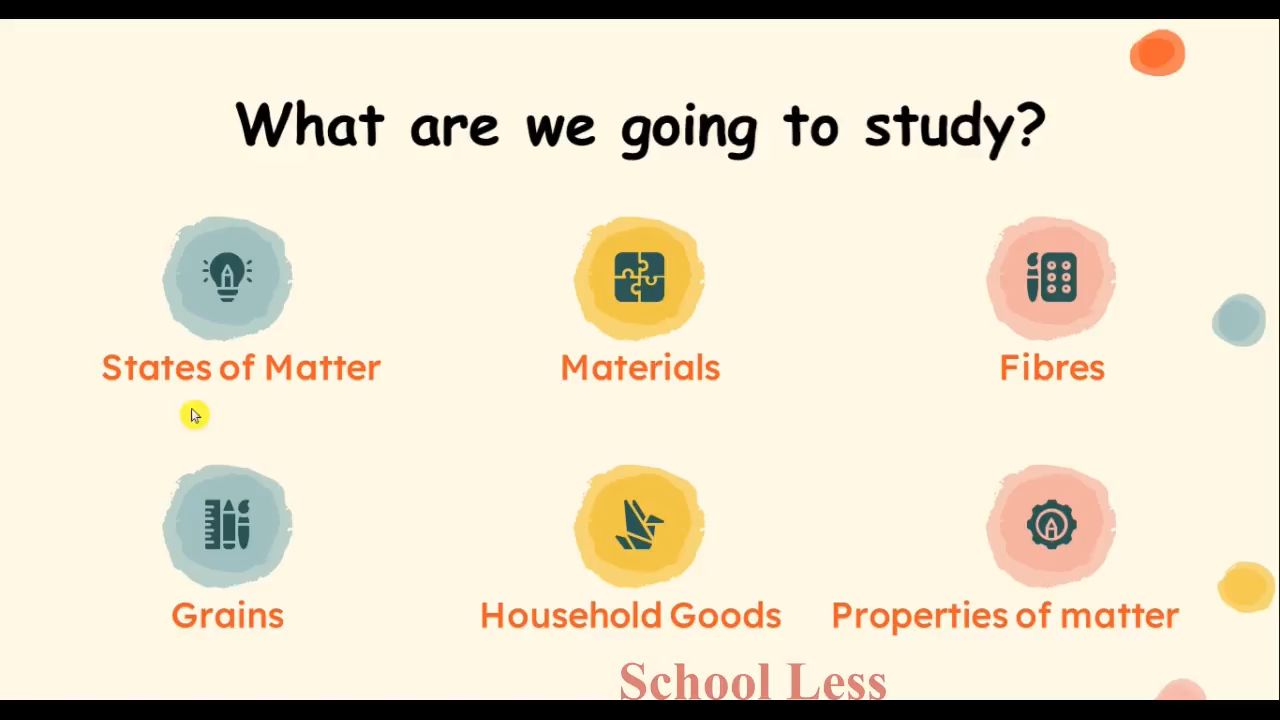 What are we going to study?
States of Matter
Materials
Fibres
Grains
Household Goods
Properties of matter
School Less